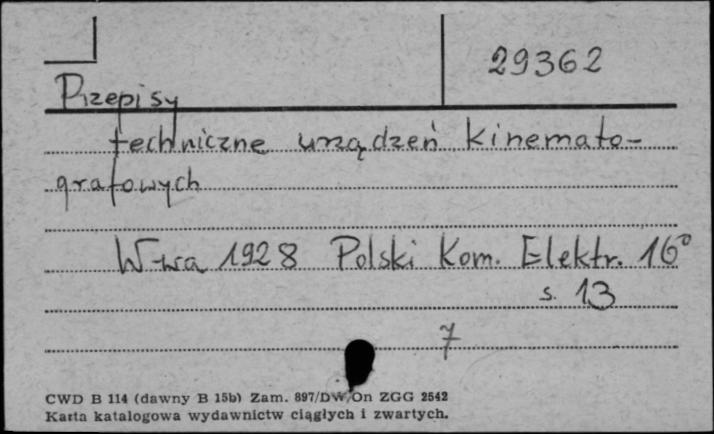 29362
Przepisy
techniczne urządzeń kinemato-
grafowych
W-wa 1928 Polski Kom. Elektr. 16°
s. 13
7
CWD B 114 (dawny B 15b) Zam. 897/DW/On ZGG 2542
Karta katalogowa wydawnictw ciągłych i zwartych.